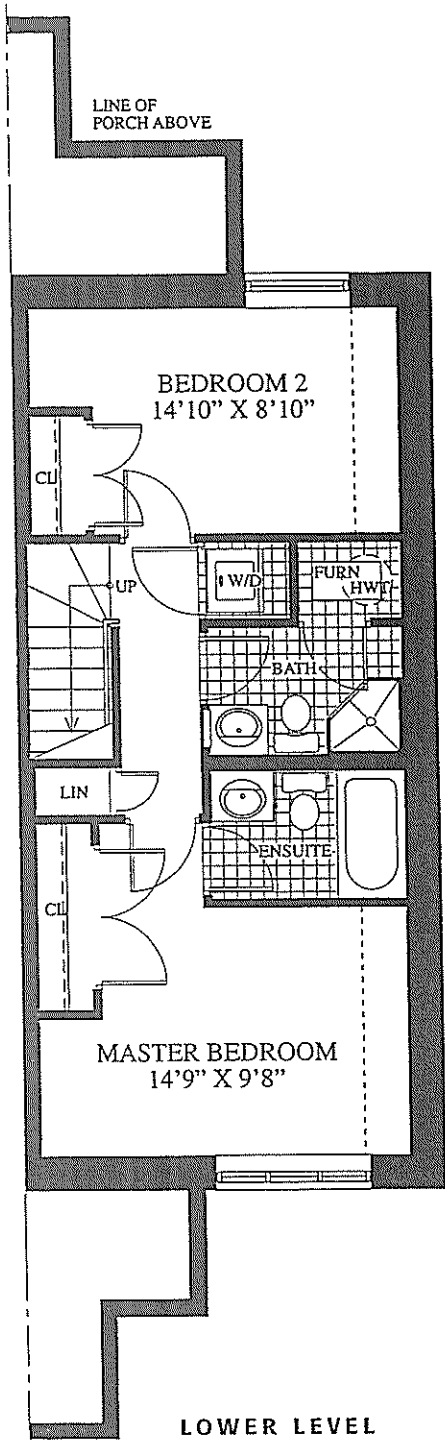 LINE OF
PORCH ABOVE
BEDROOM 2
14'10" X 8'10"
CL
UP
W/D
FURN
HWT
BATH
LIN
ENSUITE
CL
MASTER BEDROOM
14'9" X 9'8"
LOWER LEVEL